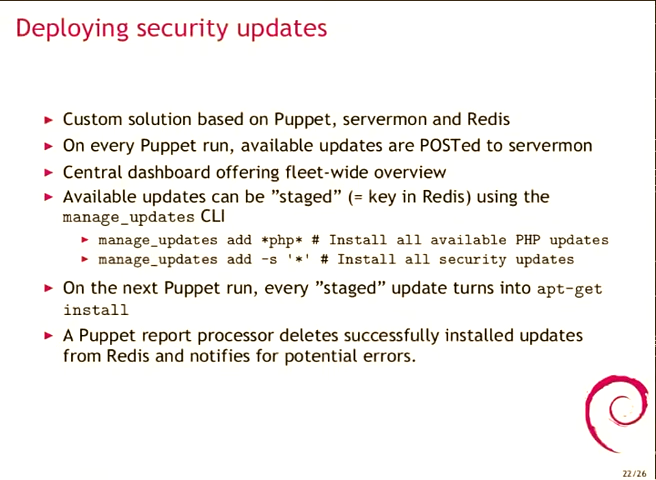 Deploying security updates
▶ Custom solution based on Puppet, servermon and Redis
▶ On every Puppet run, available updates are POSTed to servermon
▶ Central dashboard offering fleet-wide overview
▶ Available updates can be ”staged” (= key in Redis) using the
manage_updates CLI
▶ manage_updates add *php* # Install all available PHP updates
▶ manage_updates add -s '*' # Install all security updates
▶ On the next Puppet run, every ”staged” update turns into apt-get
install
▶ A Puppet report processor deletes successfully installed updates
from Redis and notifies for potential errors.
22/26